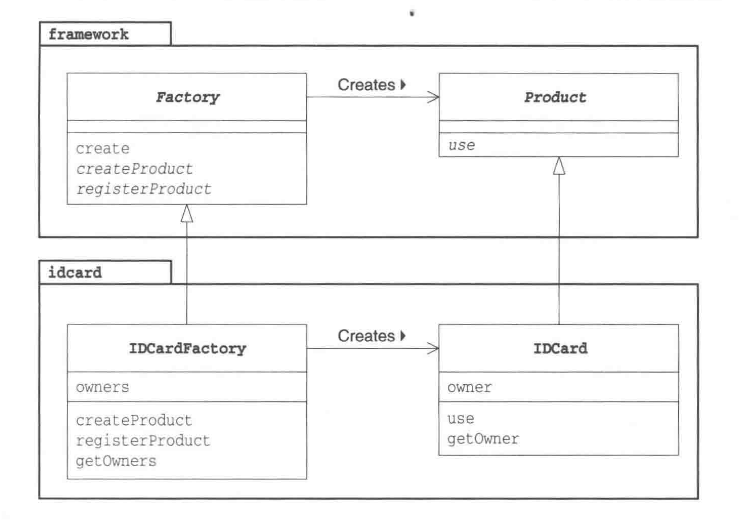 framework
Factory
Creates
Product
create
createProduct
registerProduct
use
idcard
IDCardFactory
Creates
IDCard
owners
owner
createProduct
registerProduct
getOwners
use
getOwner